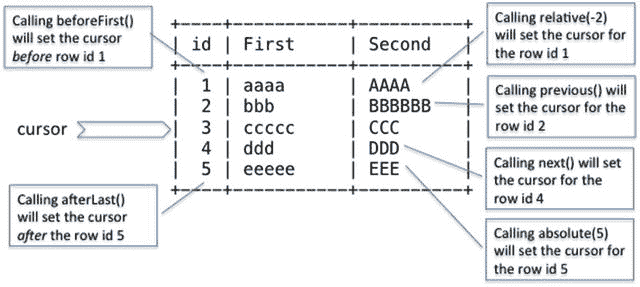 Calling beforeFirst()
will set the cursor
before row id 1
Calling afterLast()
will set the cursor
after the row id 5
cursor
+----+-----------+-----------+
| id | First | Second |
+----+-----------+-----------+
| 1 | aaaa | AAAA |
| 2 | bbb | BBBBBB |
| 3 | ccccc | CCC |
| 4 | ddd | DDD |
| 5 | eeeee | EEE |
+----+-----------+-----------+
Calling relative(-2)
will set the cursor for
the row id 1
Calling previous() will
set the cursor for the
row id 2
Calling next() will set
the cursor for the
row id 4
Calling absolute(5)
will set the cursor for
the row id 5